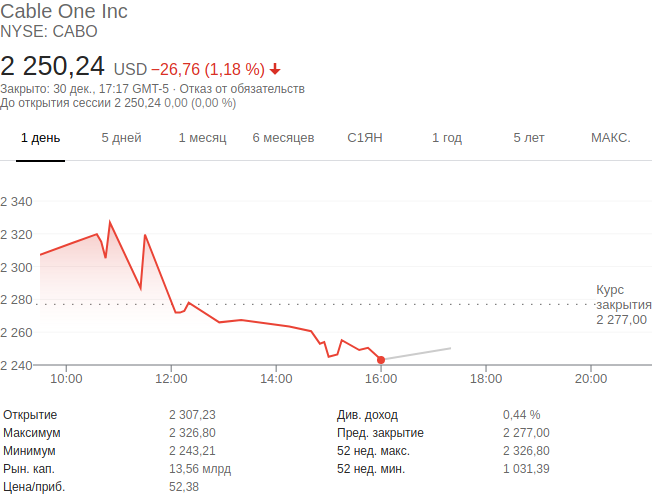 Cable One Inc
NYSE: CABO
2 250,24 USD −26,76 (1,18 %)
Закрыто: 30 дек., 17:17 GMT-5 · Отказ от обязательств
До открытия сессии 2 250,24 0,00 (0,00 %)
1 день 5 дней 1 месяц 6 месяцев С1ЯН 1 год 5 лет МАКС.
2 340
2 320
2 300
2 280
2 260
2 240
Курс
закрытия
2 277,00
10:00 12:00 14:00 16:00 18:00 20:00
Открытие 2 307,23 Див. доход 0,44 %
Максимум 2 326,80 Пред. закрытие 2 277,00
Минимум 2 243,21 52 нед. макс. 2 326,80
Рын. кап. 13,56 млрд 52 нед. мин. 1 031,39
Цена/приб. 52,38